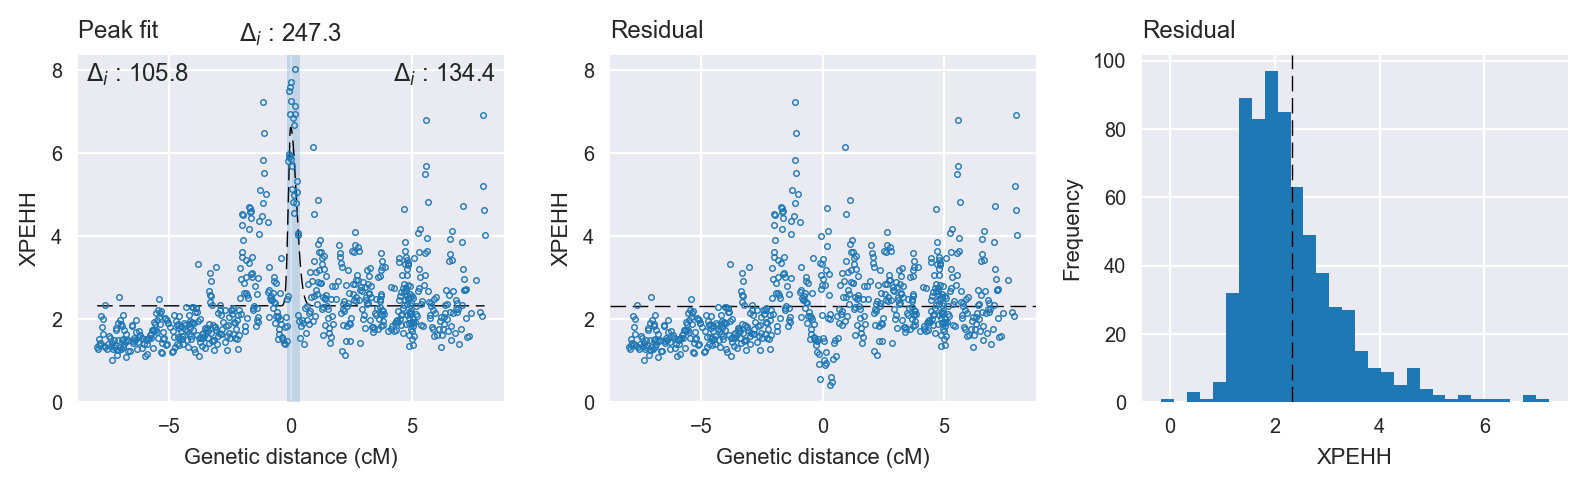 Peak fit
Δi : 247.3
Δi : 105.8
Δi : 134.4
8
6
4
2
0
XPEHH
−5
0
5
Genetic distance (cM)
Residual
8
6
4
2
0
XPEHH
−5
0
5
Genetic distance (cM)
Residual
100
80
60
40
20
0
Frequency
0
2
4
6
XPEHH